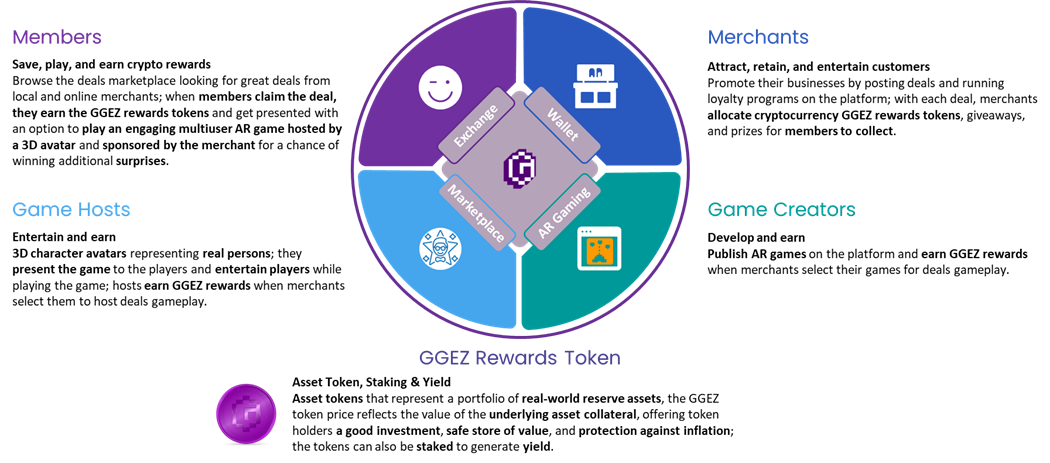 Members
Save, play, and earn crypto rewards
Browse the deals marketplace looking for great deals from
local and online merchants; when members claim the deal,
they earn the GGEZ rewards tokens and get presented with
an option to play an engaging multiuser AR game hosted by
a 3D avatar and sponsored by the merchant for a chance of
winning additional surprises.
Merchants
Attract, retain, and entertain customers
Promote their businesses by posting deals and running
loyalty programs on the platform; with each deal, merchants
allocate cryptocurrency GGEZ rewards tokens, giveaways,
and prizes for members to collect.
Exchange
Wallet
Marketplace
AR Gaming
Game Hosts
Entertain and earn
3D character avatars representing real persons; they
present the game to the players and entertain players while
playing the game; hosts earn GGEZ rewards when merchants
select them to host deals gameplay.
Game Creators
Develop and earn
Publish AR games on the platform and earn GGEZ rewards
when merchants select their games for deals gameplay.
GGEZ Rewards Token
Asset Token, Staking & Yield
Asset tokens that represent a portfolio of real-world reserve assets, the GGEZ
token price reflects the value of the underlying asset collateral, offering token
holders a good investment, safe store of value, and protection against inflation;
the tokens can also be staked to generate yield.